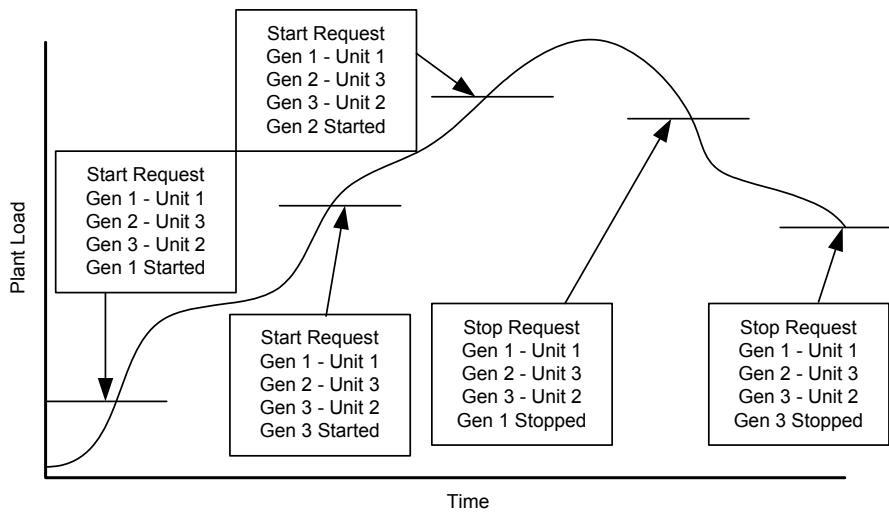 Start Request
Gen 1 - Unit 1
Gen 2 - Unit 3
Gen 3 - Unit 2
Gen 2 Started
Start Request
Gen 1 - Unit 1
Gen 2 - Unit 3
Gen 3 - Unit 2
Gen 1 Started
Start Request
Gen 1 - Unit 1
Gen 2 - Unit 3
Gen 3 - Unit 2
Gen 3 Started
Stop Request
Gen 1 - Unit 1
Gen 2 - Unit 3
Gen 3 - Unit 2
Gen 1 Stopped
Stop Request
Gen 1 - Unit 1
Gen 2 - Unit 3
Gen 3 - Unit 2
Gen 3 Stopped
Plant Load
Time